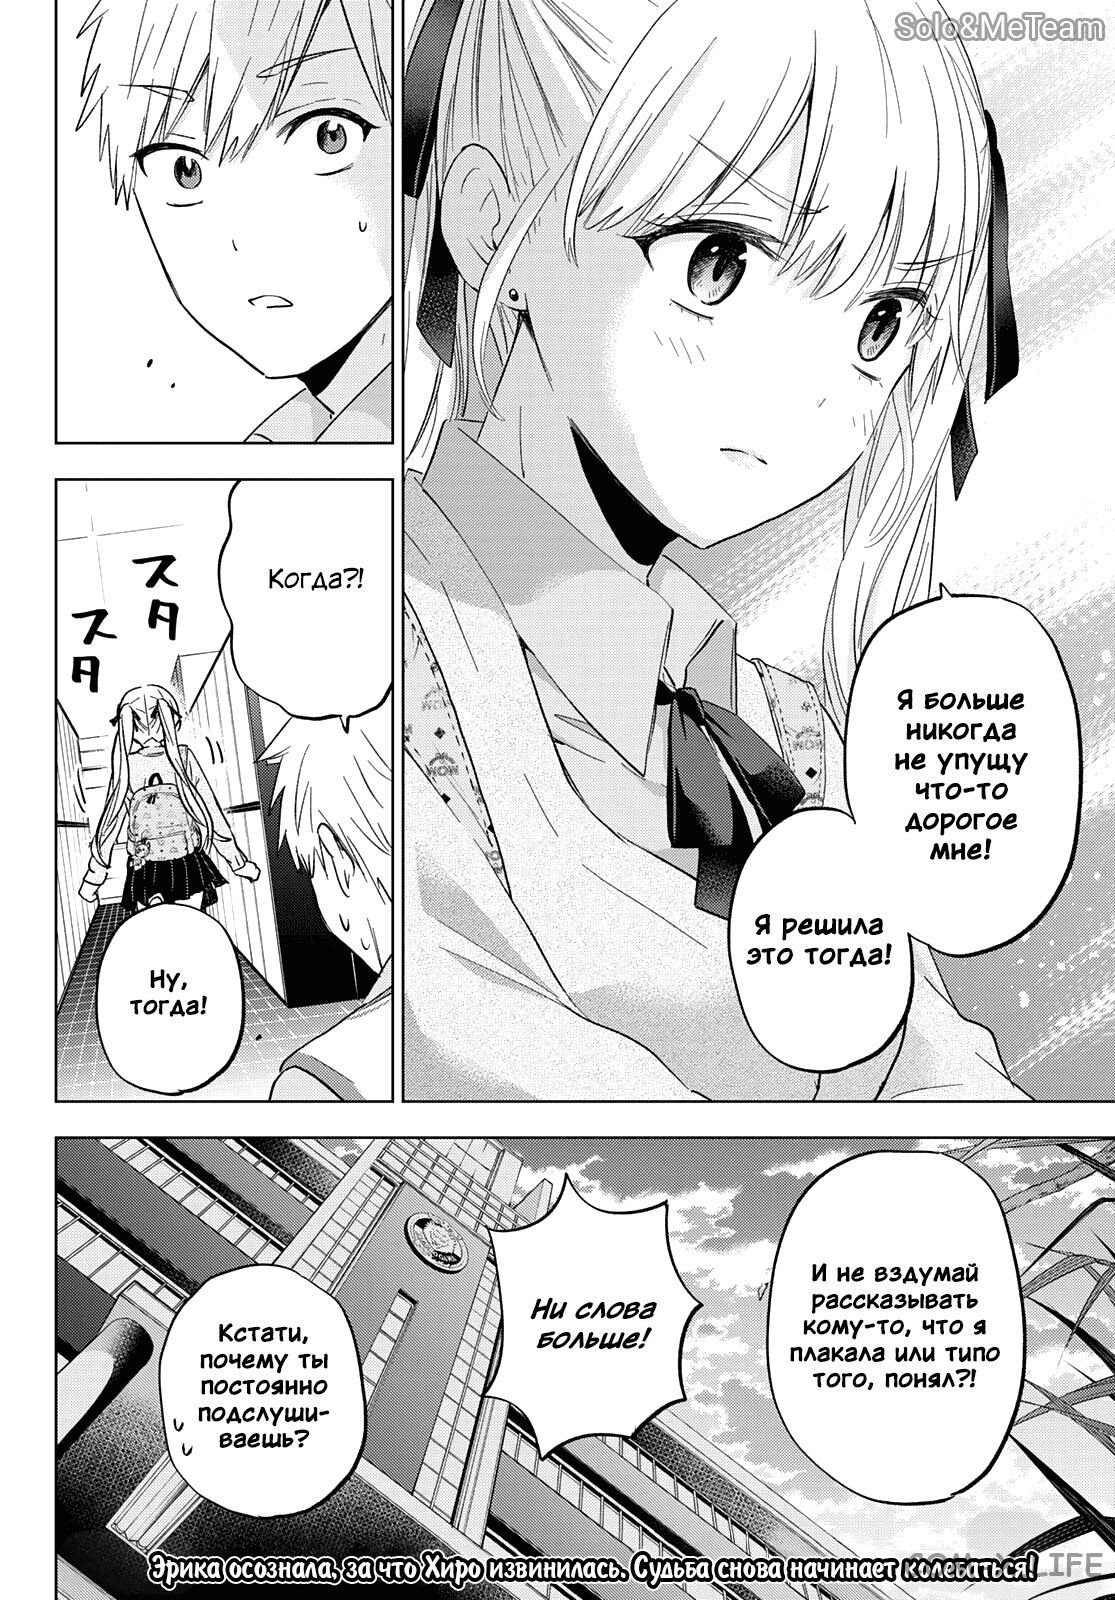 Solo&MeTeam
Я больше
никогда
не упущу
что-то
дорогое
мне!
Я решила
это тогда!
Когда?!
スタ
スタ
Ну,
тогда!
И не вздумай
рассказывать
кому-то, что я
плакала или типо
того, понял?!
Ни слова
больше!
Кстати,
почему ты
постоянно
подслуши-
ваешь?
Эрика осознала, за что Хиро извинилась. Судьба снова начинает колебаться!